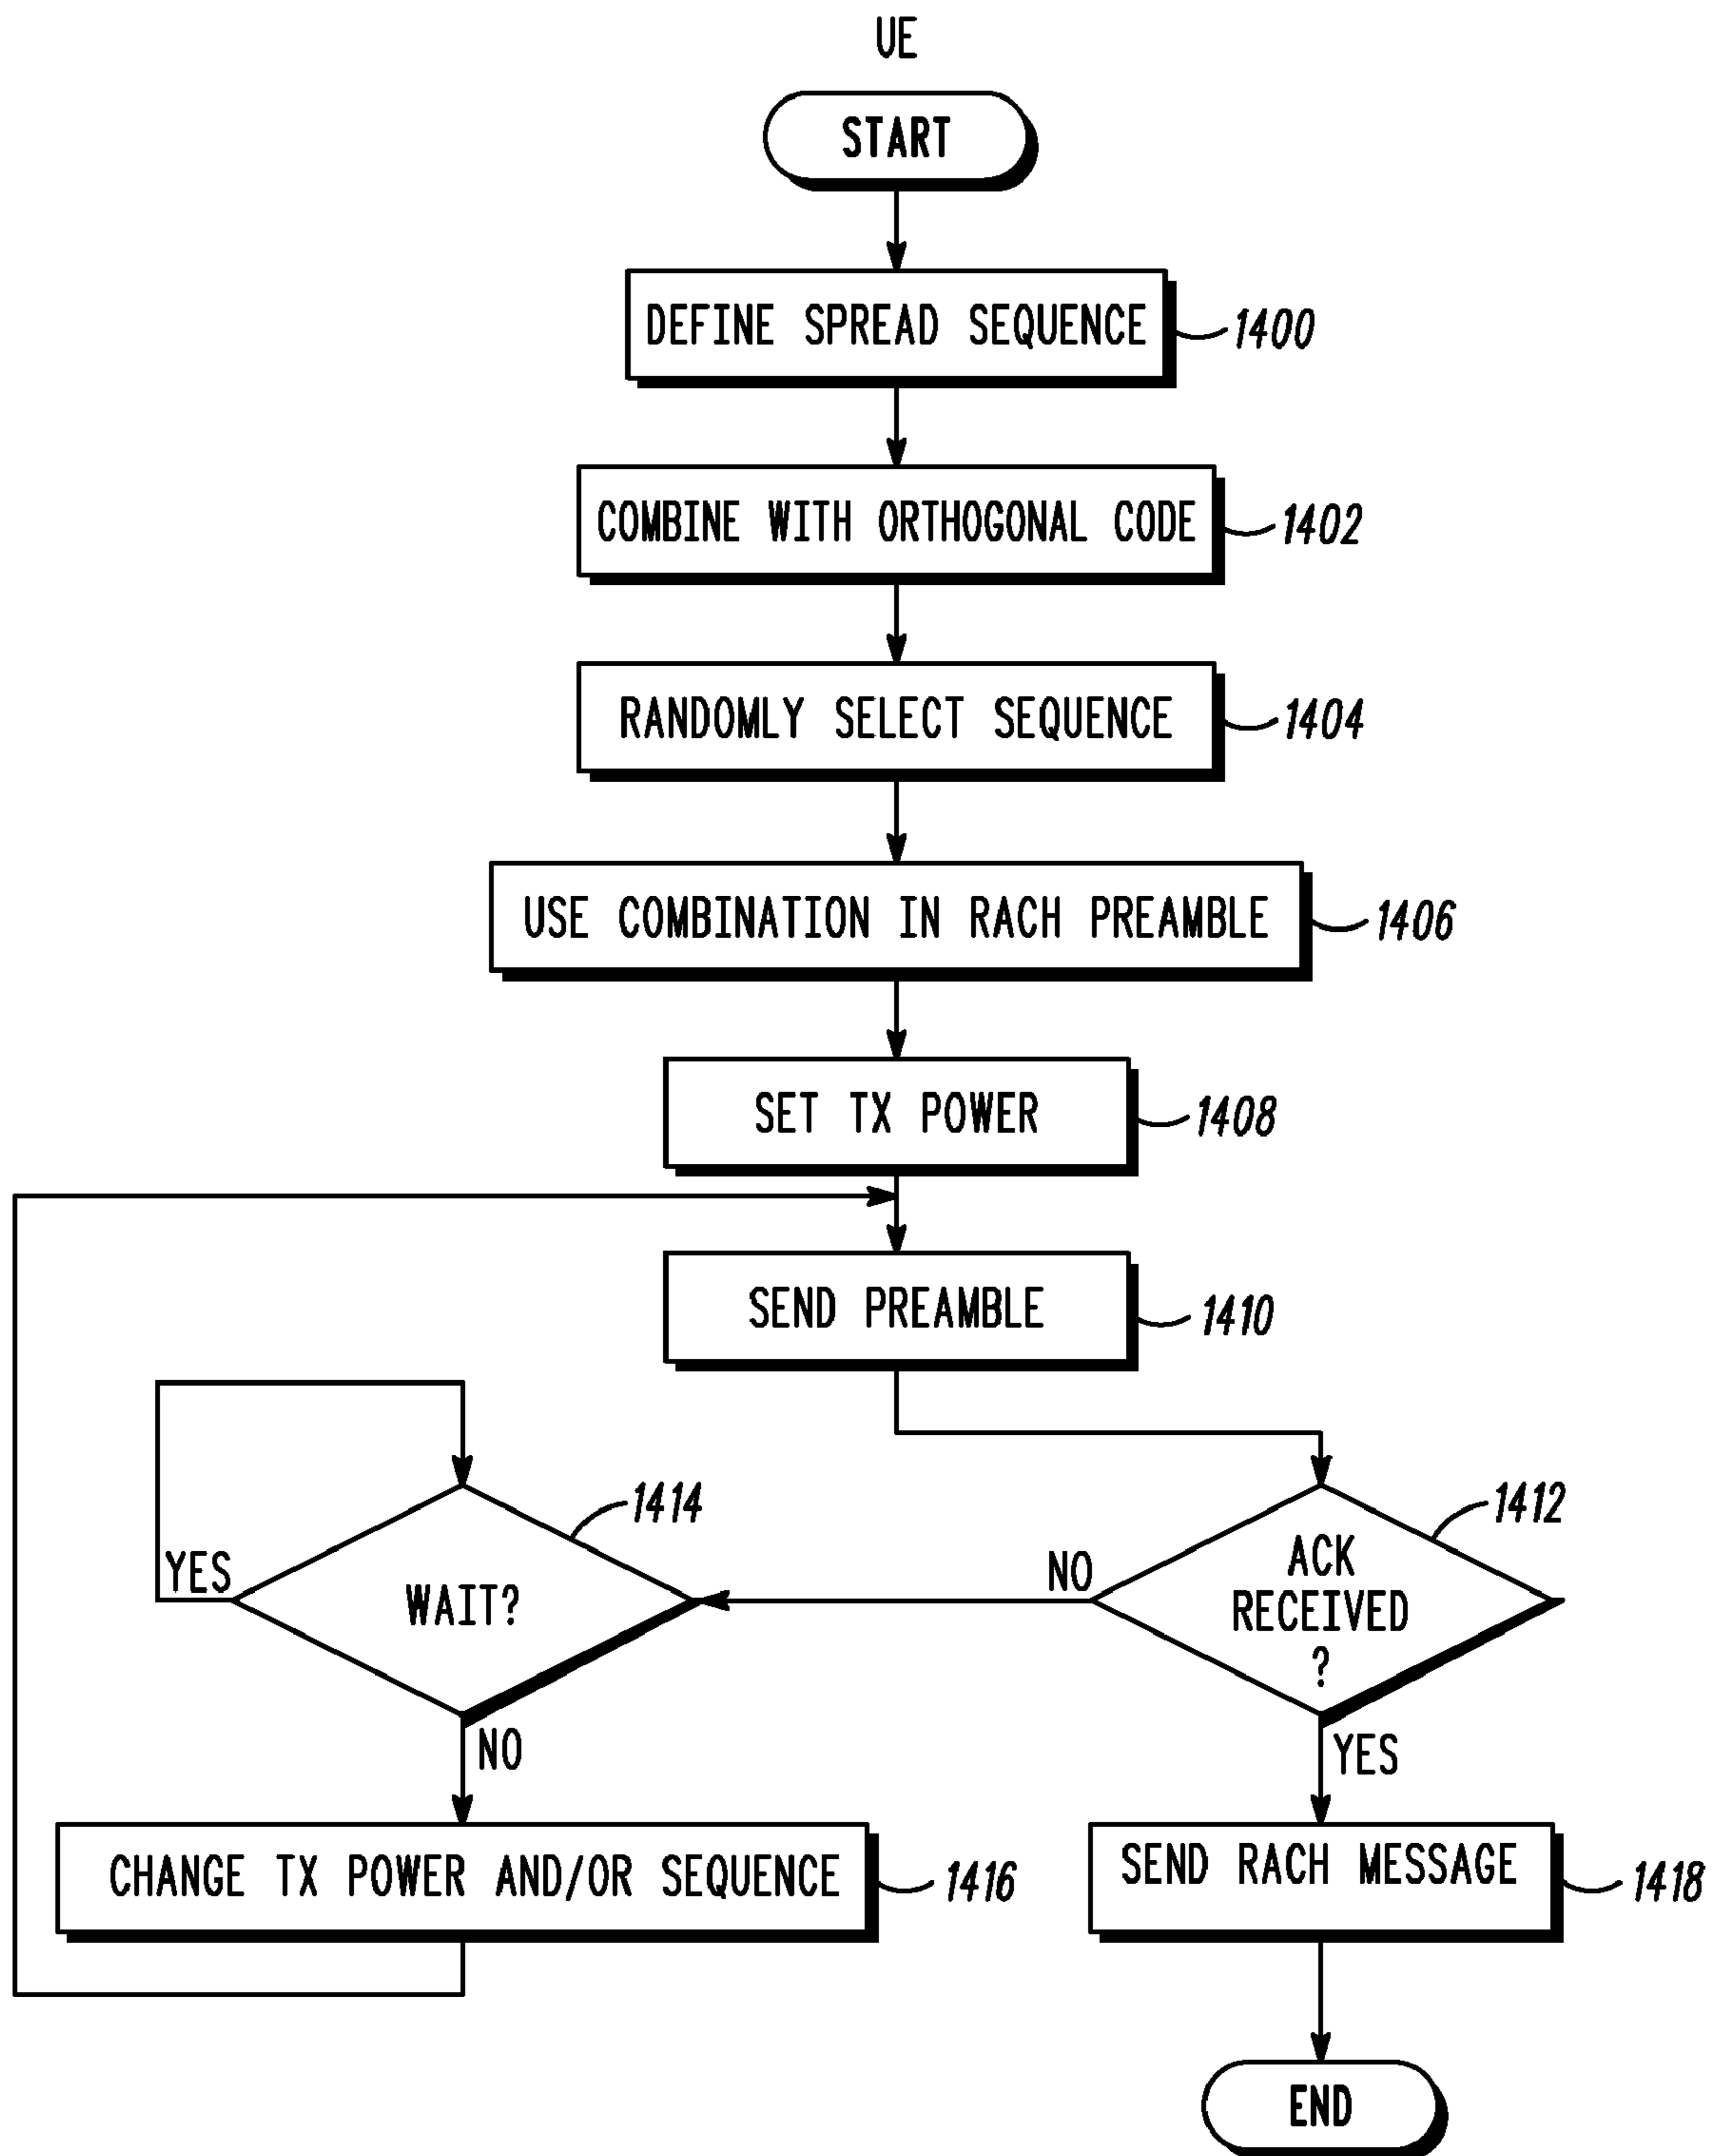 UE
START
DEFINE SPREAD SEQUENCE
1400
COMBINE WITH ORTHOGONAL CODE
1402
RANDOMLY SELECT SEQUENCE
1404
USE COMBINATION IN RACH PREAMBLE
1406
SET TX POWER
1408
SEND PREAMBLE
1410
1414
YES
WAIT?
NO
1412
NO
ACK
RECEIVED
?
YES
CHANGE TX POWER AND/OR SEQUENCE
1416
SEND RACH MESSAGE
1418
END